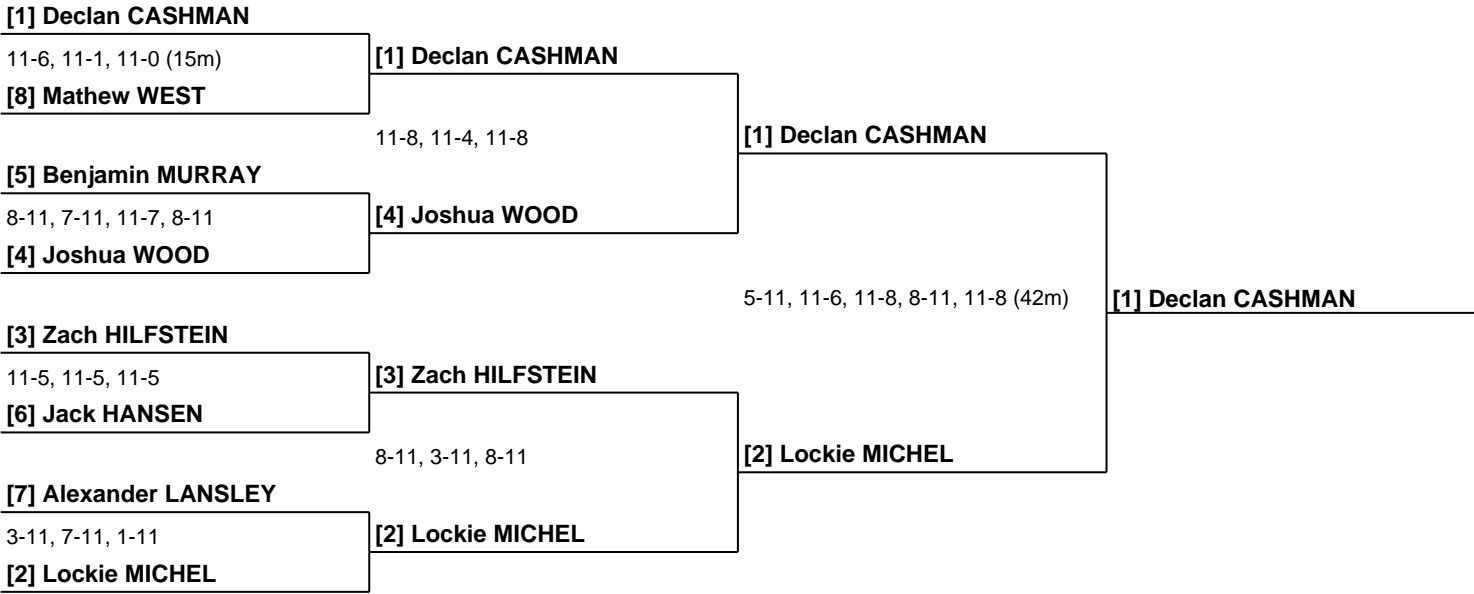 [1] Declan CASHMAN
11-6, 11-1, 11-0 (15m)
[1] Declan CASHMAN
[8] Mathew WEST
11-8, 11-4, 11-8
[1] Declan CASHMAN
[5] Benjamin MURRAY
8-11, 7-11, 11-7, 8-11
[4] Joshua WOOD
[4] Joshua WOOD
5-11, 11-6, 11-8, 8-11, 11-8 (42m)
[1] Declan CASHMAN
[3] Zach HILFSTEIN
11-5, 11-5, 11-5
[3] Zach HILFSTEIN
[6] Jack HANSEN
8-11, 3-11, 8-11
[2] Lockie MICHEL
[7] Alexander LANSLEY
3-11, 7-11, 1-11
[2] Lockie MICHEL
[2] Lockie MICHEL